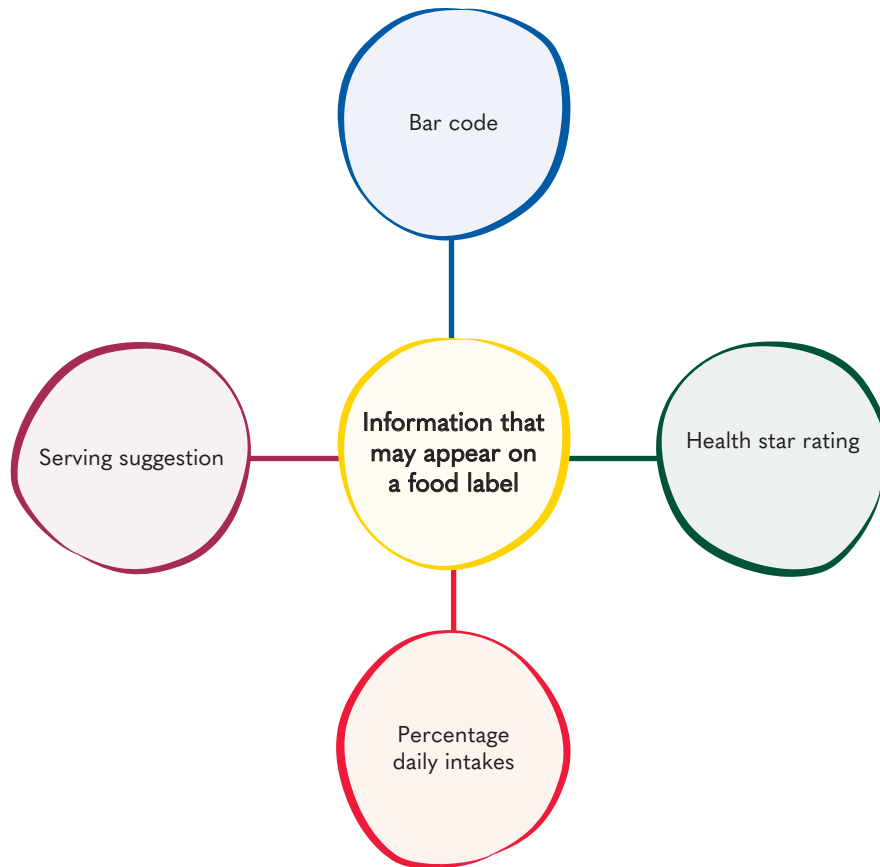 Bar code
Information that
may appear on
a food label
Health star rating
Serving suggestion
Percentage
daily intakes